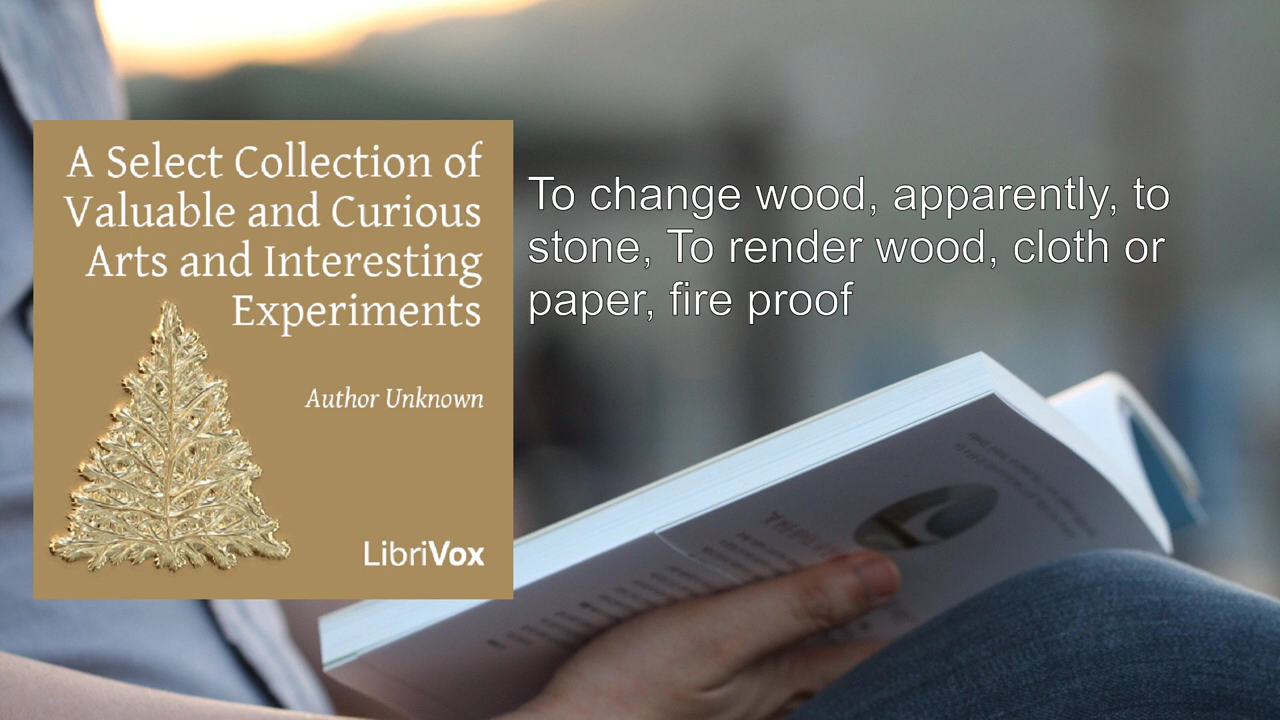 A Select Collection of
Valuable and Curious
Arts and Interesting
Experiments
Author Unknown
LibriVox
To change wood, apparently, to
stone, To render wood, cloth or
paper, fire proof